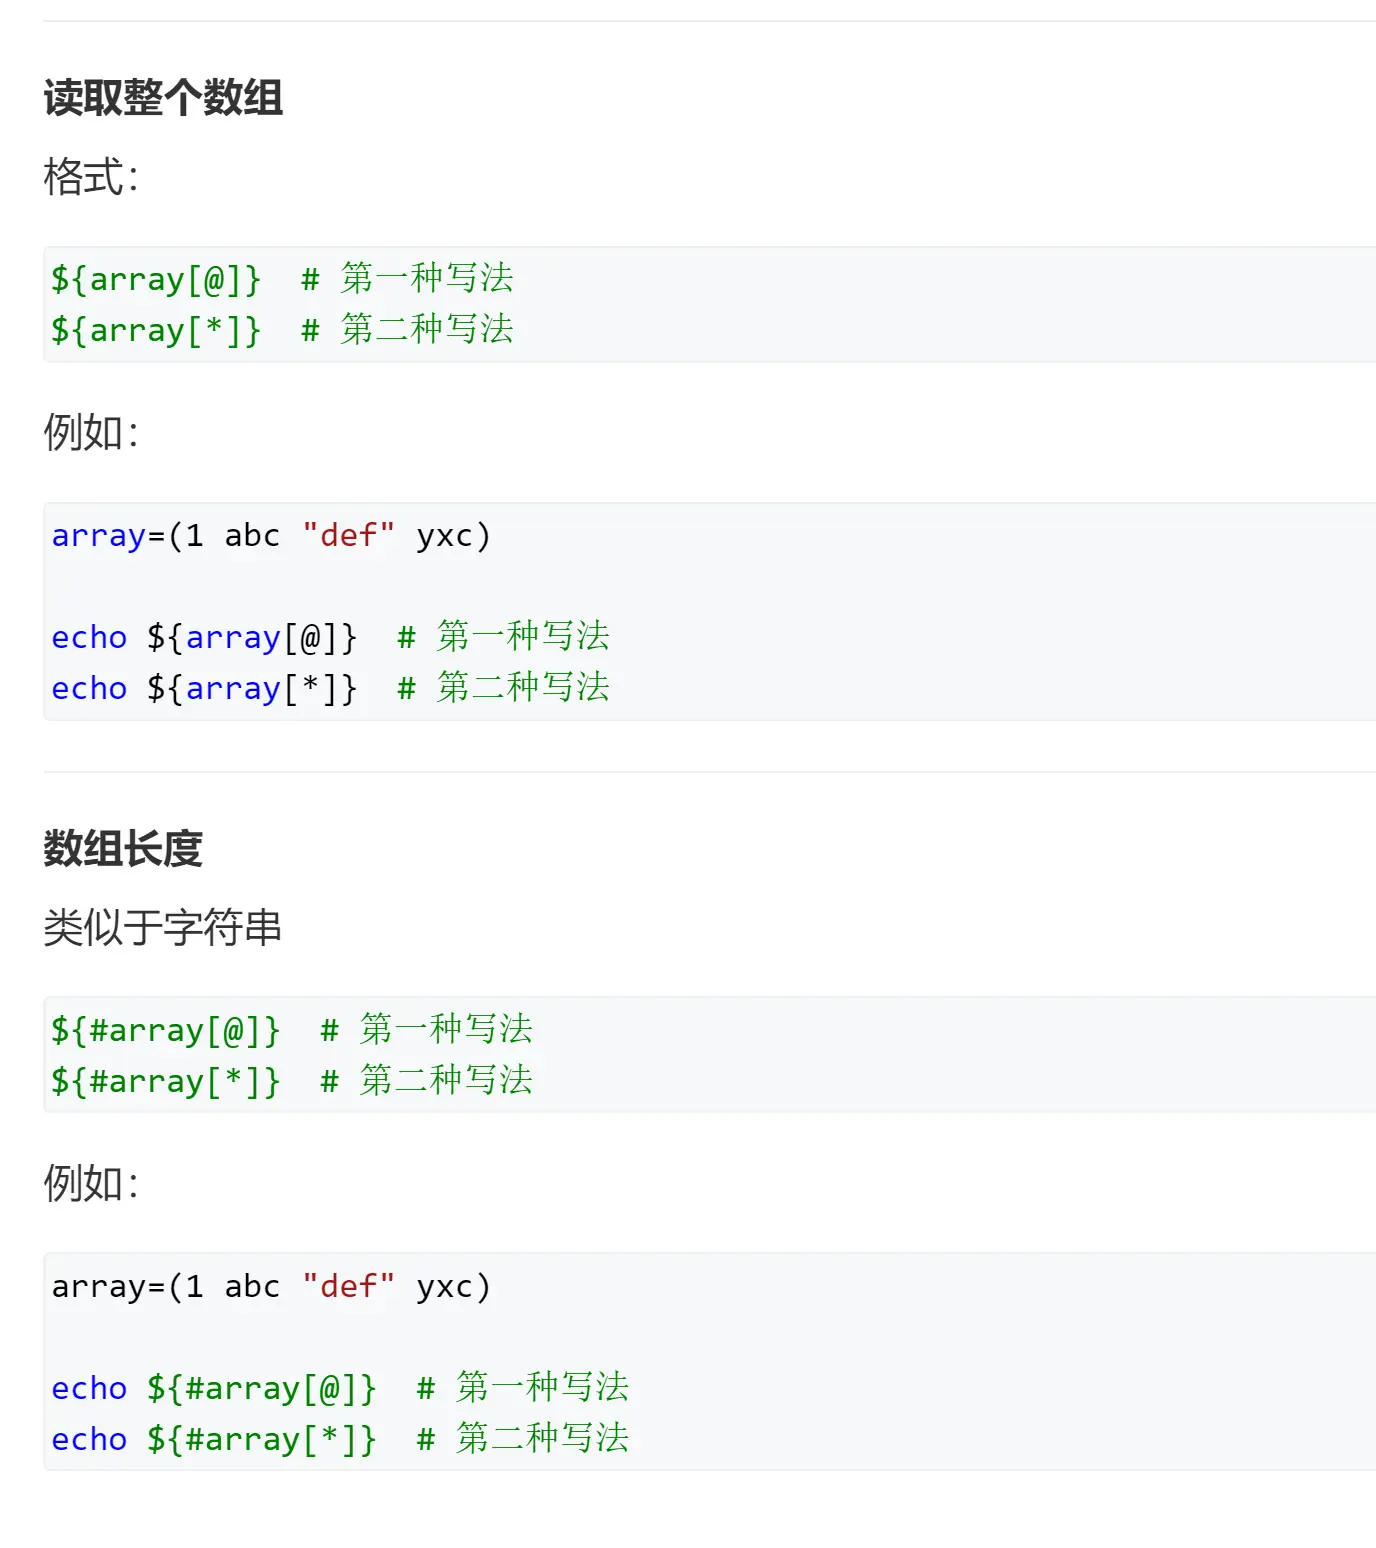 读取整个数组
格式：
${array[@]}  # 第一种写法
${array[*]}  # 第二种写法
例如：
array=(1 abc "def" yxc)
echo ${array[@]}  # 第一种写法
echo ${array[*]}  # 第二种写法
数组长度
类似于字符串
${#array[@]}  # 第一种写法
${#array[*]}  # 第二种写法
例如：
array=(1 abc "def" yxc)
echo ${#array[@]}  # 第一种写法
echo ${#array[*]}  # 第二种写法